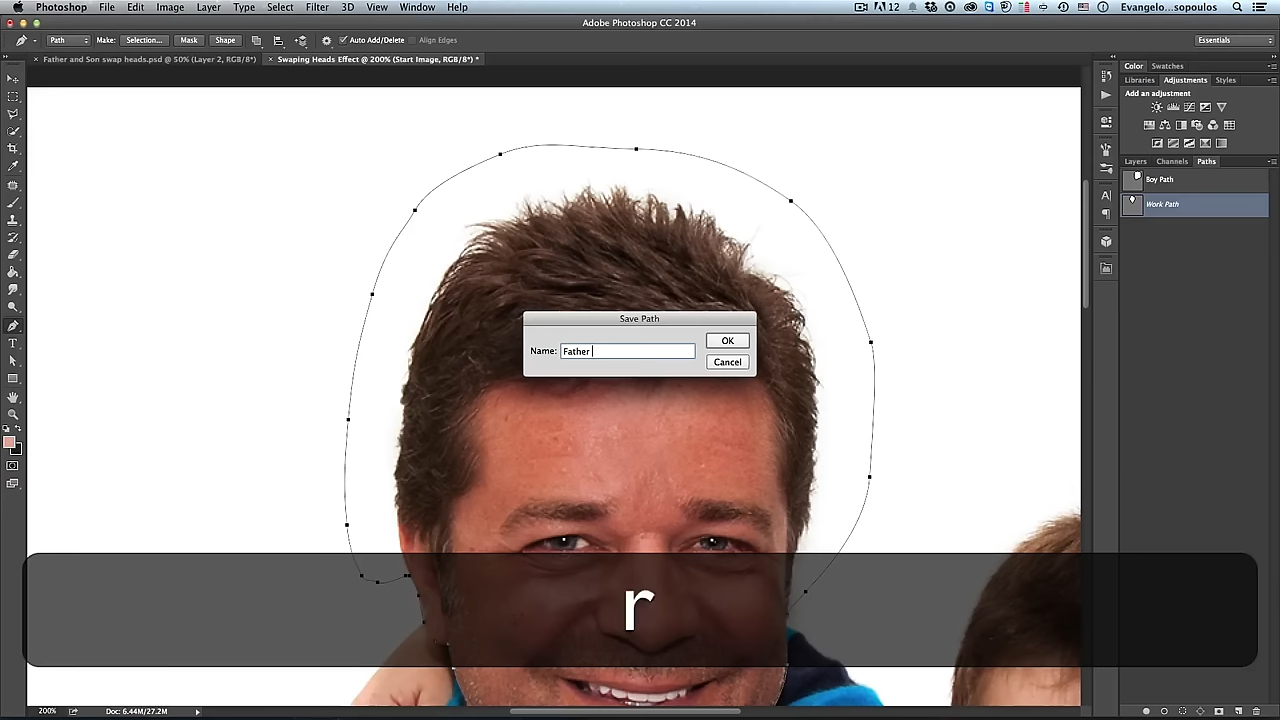 Photoshop File Edit Image Layer Type Select Filter 3D View Window Help 12 Evangelo...sopoulos
Adobe Photoshop CC 2014
Path Make: Selection... Mask Shape Auto Add/Delete Align Edges Essentials
Father and Son swap heads.psd @ 50% (Layer 2, RGB/8*) Swaping Heads Effect @ 200% (Start Image, RGB/8*) *
Color Swatches
Libraries Adjustments Styles
Add an adjustment
Layers Channels Paths
Boy Path
Work Path
Save Path
Name: Father
OK
Cancel
r
200% Doc: 6.44M/27.2M